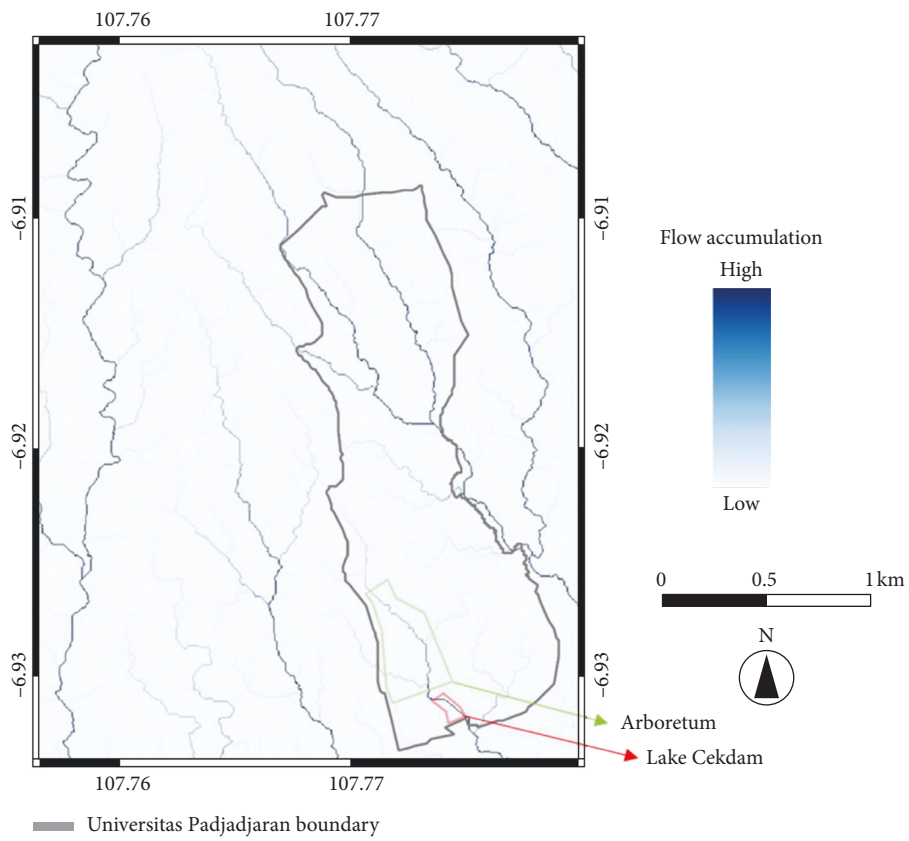 107.76 107.77
–6.91 –6.91
Flow accumulation
High
–6.92 –6.92
Low
0 0.5 1 km
N
–6.93 –6.93
Arboretum
Lake Cekdam
107.76 107.77
Universitas Padjadjaran boundary